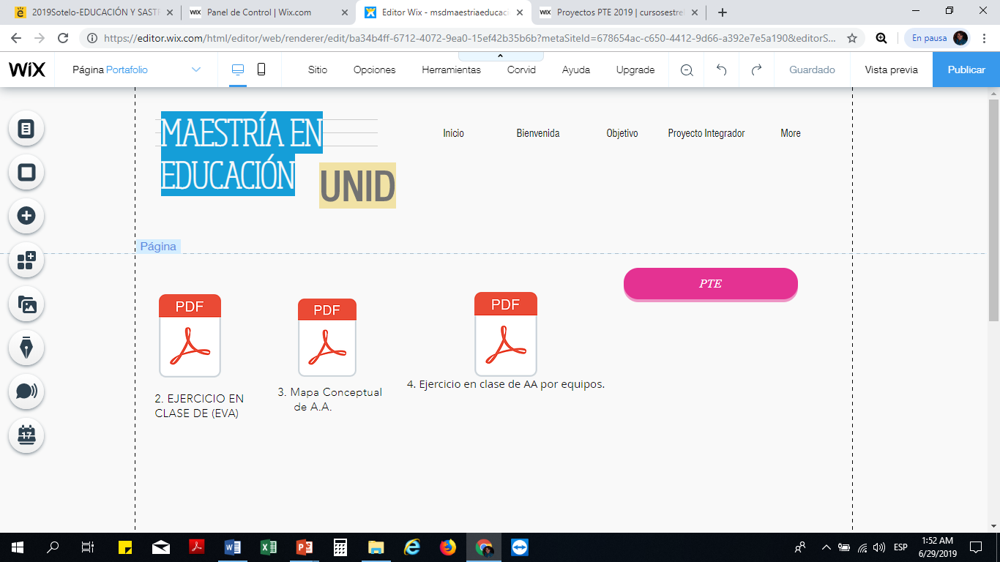 2019Sotelo-EDUCACIÓN Y SASTR
Panel de Control | Wix.com
Editor Wix - msdmaestriaeducaci
Proyectos PTE 2019 | cursosestrel
https://editor.wix.com/html/editor/web/renderer/edit/ba34b4ff-6712-4072-9ea0-15ef42b35b6b?metaSiteId=678654ac-c650-4412-9d66-a392e7e5a190&editorS...
En pausa
WiX
Página Portafolio
Sitio
Opciones
Herramientas
Corvid
Ayuda
Upgrade
Guardado
Vista previa
Publicar
MAESTRÍA EN
EDUCACIÓN
UNID
Inicio
Bienvenida
Objetivo
Proyecto Integrador
More
Página
PTE
PDF
PDF
PDF
2. EJERCICIO EN
CLASE DE (EVA)
3. Mapa Conceptual
de A.A.
4. Ejercicio en clase de AA por equipos.
17
ESP
1:52 AM
6/29/2019